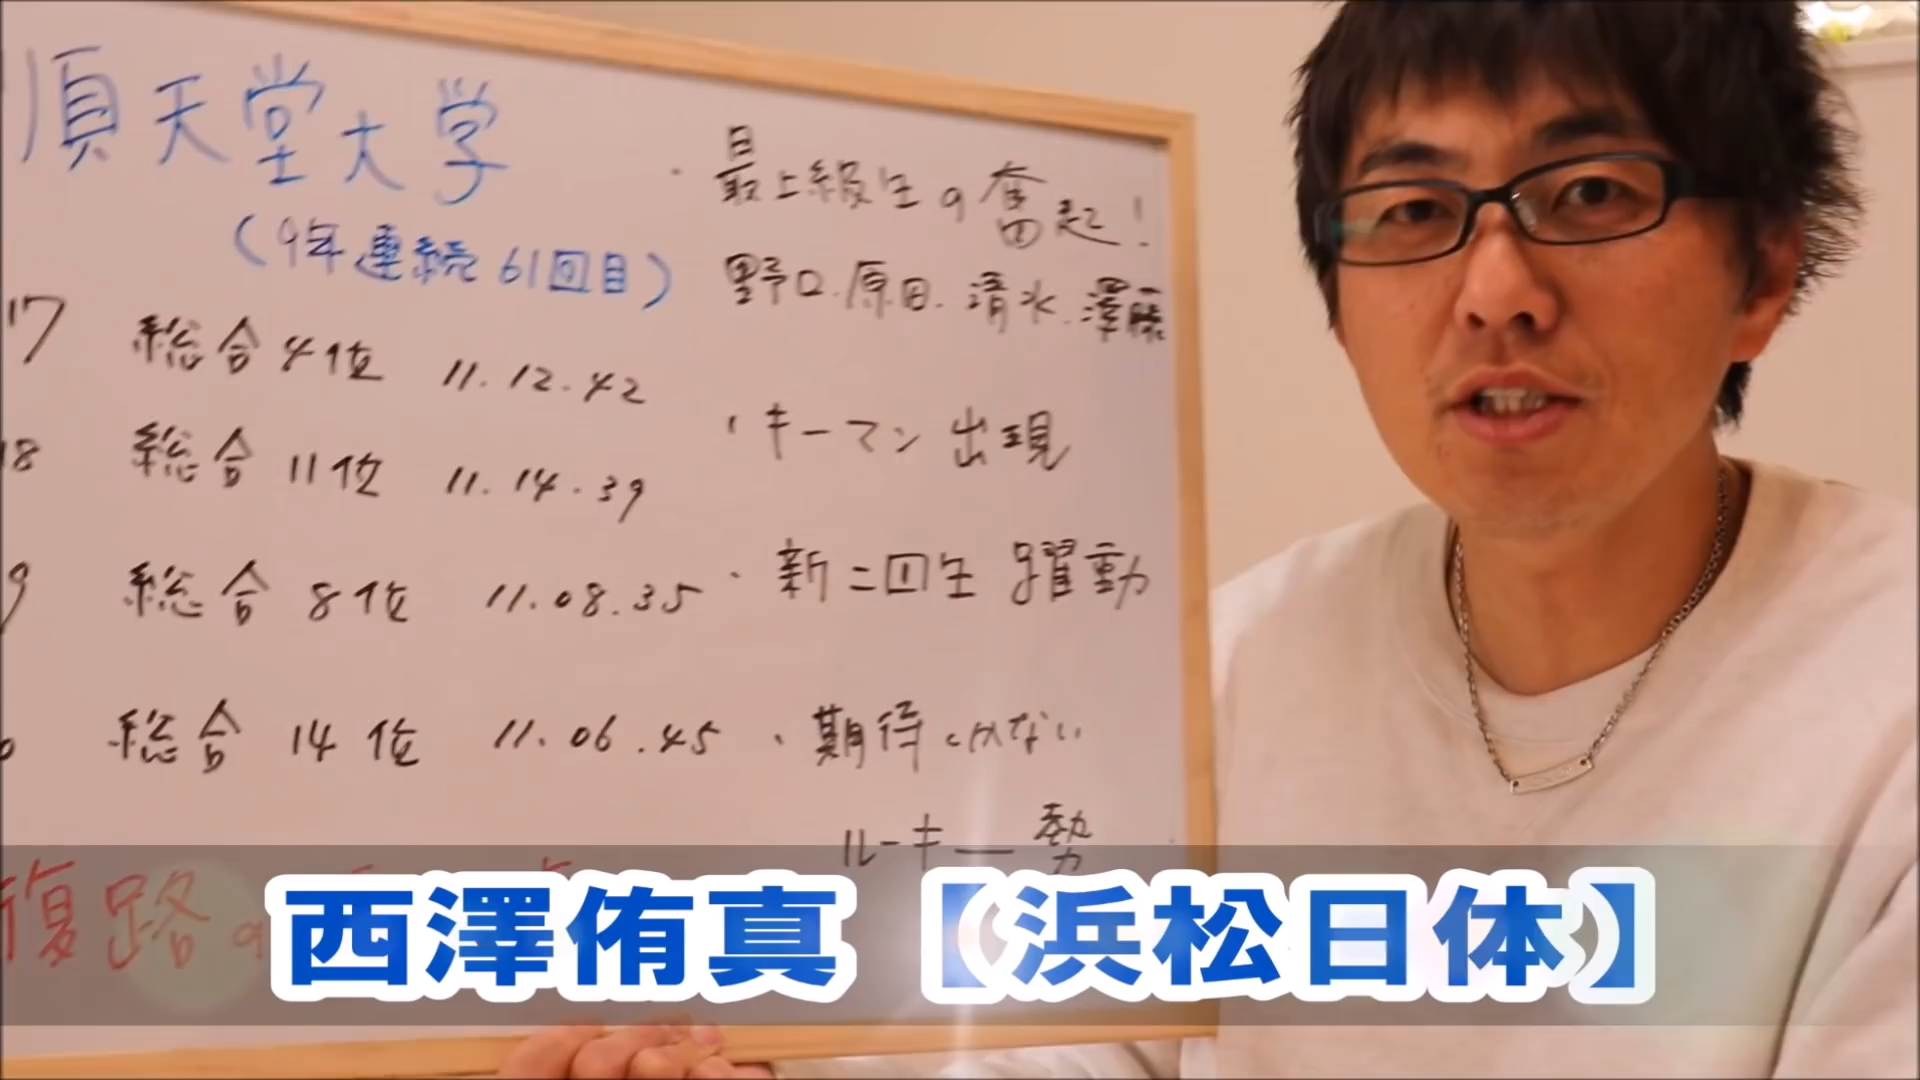 順天堂大学
(9年連続61回目)
17 総合4位 11.12.42
18 総合11位 11.14.39
9 総合8位 11.08.35
総合14位 11.06.45
復路の
・最上級生の奮起!
野口.原田.清水.澤藤
・キーマン出現
・新二回生躍動
・期待しかない
ルーキー勢
西澤侑真【浜松日体】